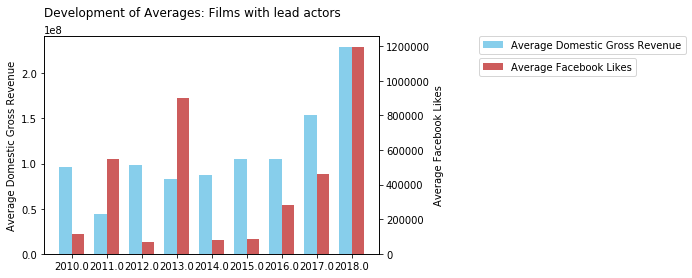 Development of Averages: Films with lead actors
1e8
Average Domestic Gross Revenue
2.0
1.5
1.0
0.5
0.0
1200000
1000000
800000
600000
400000
200000
0
Average Facebook Likes
2010.0 2011.0 2012.0 2013.0 2014.0 2015.0 2016.0 2017.0 2018.0
Average Domestic Gross Revenue
Average Facebook Likes